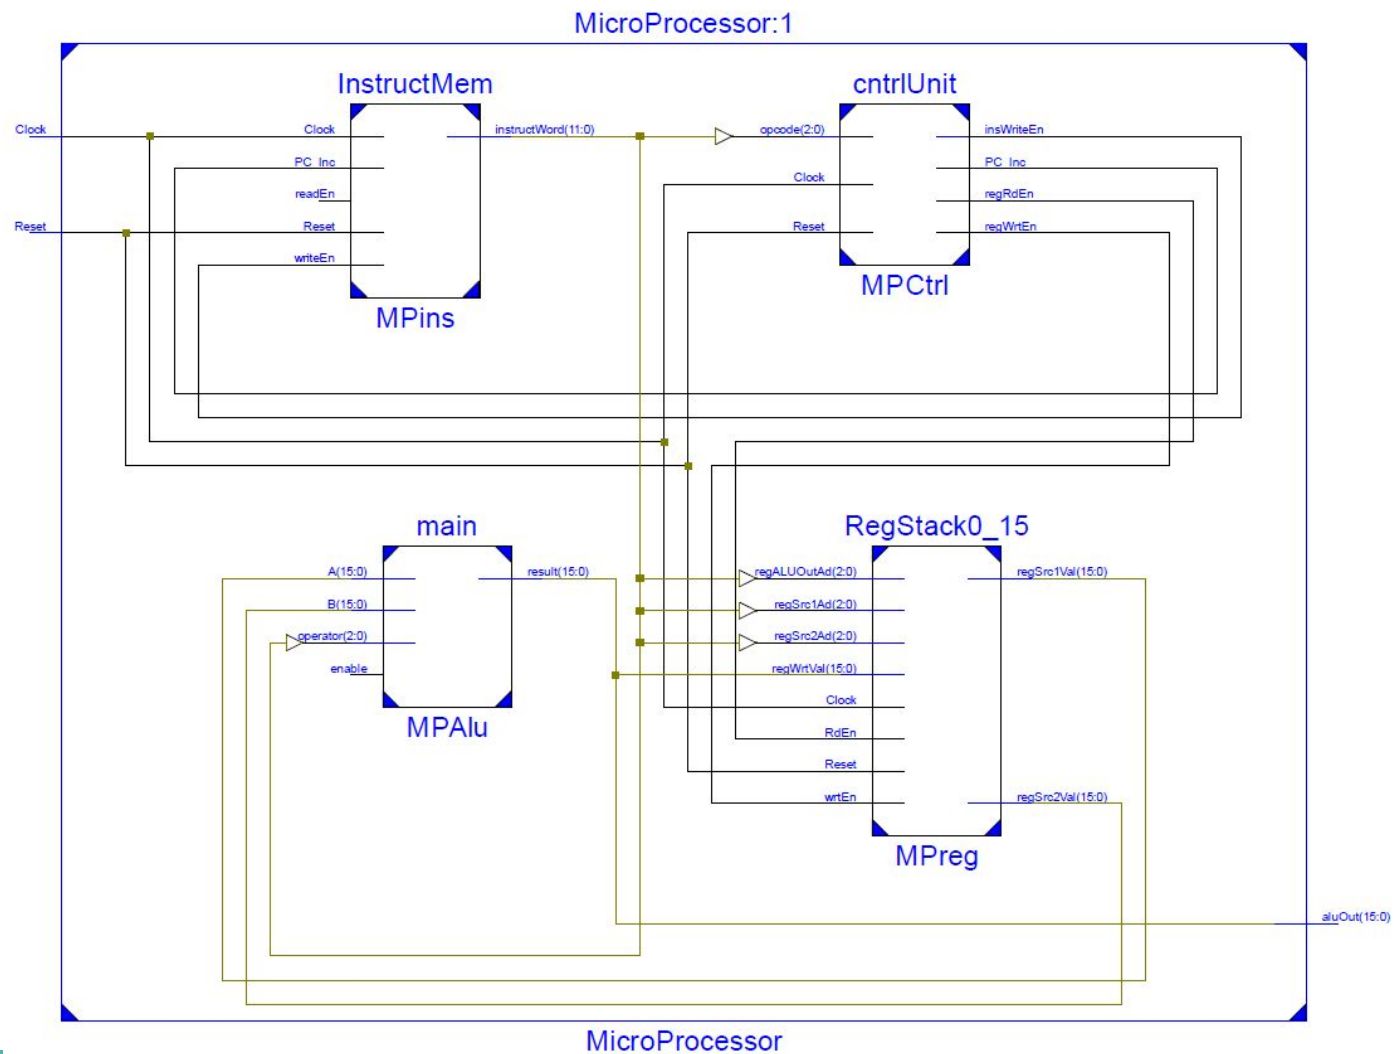 MicroProcessor:1
InstructMem
Clock
Clock
PC_Inc
readEn
Reset
Reset
writeEn
instructWord(11:0)
MPins
cntrlUnit
opcode(2:0)
Clock
Reset
insWriteEn
PC_Inc
regRdEn
regWrtEn
MPCtrl
main
A(15:0)
B(15:0)
operator(2:0)
enable
result(15:0)
MPAlu
RegStack0_15
regALUOutAd(2:0)
regSrc1Ad(2:0)
regSrc2Ad(2:0)
regWrtVal(15:0)
Clock
RdEn
Reset
wrtEn
regSrc1Val(15:0)
regSrc2Val(15:0)
MPreg
aluOut(15:0)
MicroProcessor